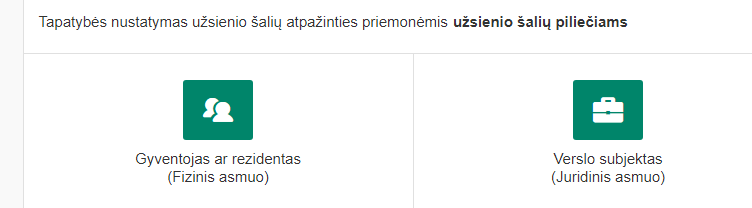 Tapatybės nustatymas užsienio šalių atpažinties priemonėmis užsienio šalių piliečiams
Gyventojas ar rezidentas
(Fizinis asmuo)
Verslo subjektas
(Juridinis asmuo)